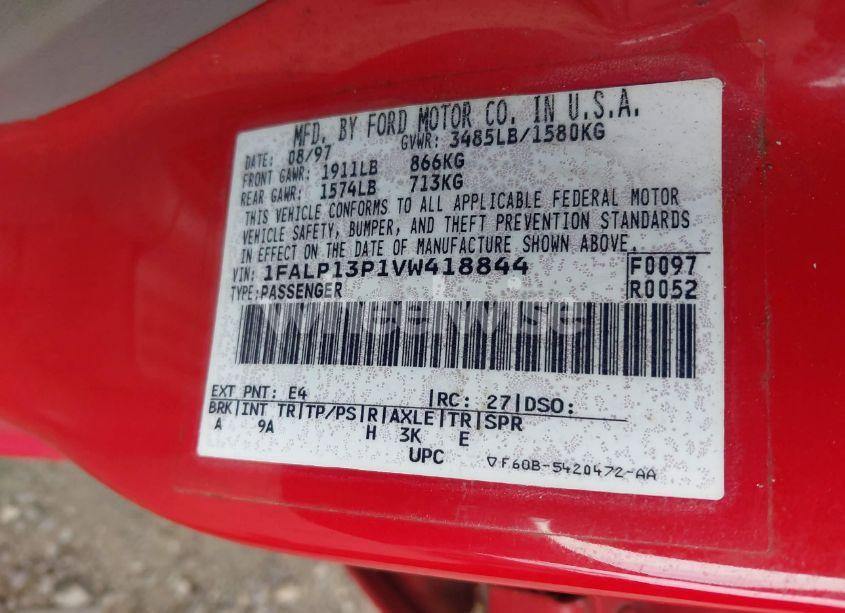 MFD. BY FORD MOTOR CO. IN U.S.A.
DATE: 08/97 GVWR: 3485LB/1580KG
FRONT GAWR: 1911LB 866KG
REAR GAWR: 1574LB 713KG
THIS VEHICLE CONFORMS TO ALL APPLICABLE FEDERAL MOTOR
VEHICLE SAFETY, BUMPER, AND THEFT PREVENTION STANDARDS
IN EFFECT ON THE DATE OF MANUFACTURE SHOWN ABOVE.
VIN: 1FALP13P1VW418844 F0097
TYPE: PASSENGER R0052
wheelwise
EXT PNT: E4 |RC: 27|DSO:
BRK|INT TR|TP/PS|R|AXLE|TR|SPR
A 9A H 3K E
UPC ▽F60B-5420472-AA